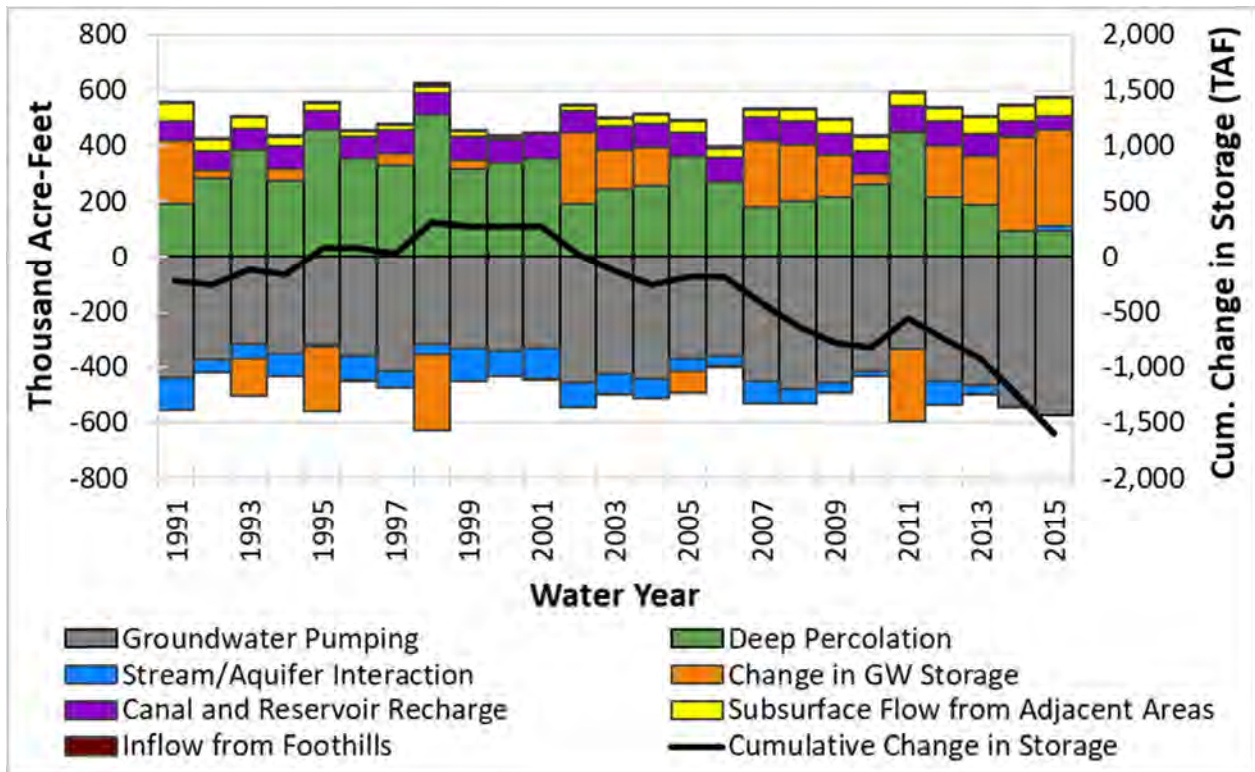 800
600
400
200
0
-200
-400
-600
-800
Thousand Acre-Feet
2,000
1,500
1,000
500
0
-500
-1,000
-1,500
-2,000
Cum. Change in Storage (TAF)
1991
1993
1995
1997
1999
2001
2003
2005
2007
2009
2011
2013
2015
Water Year
Groundwater Pumping
Deep Percolation
Stream/Aquifer Interaction
Change in GW Storage
Canal and Reservoir Recharge
Subsurface Flow from Adjacent Areas
Inflow from Foothills
Cumulative Change in Storage